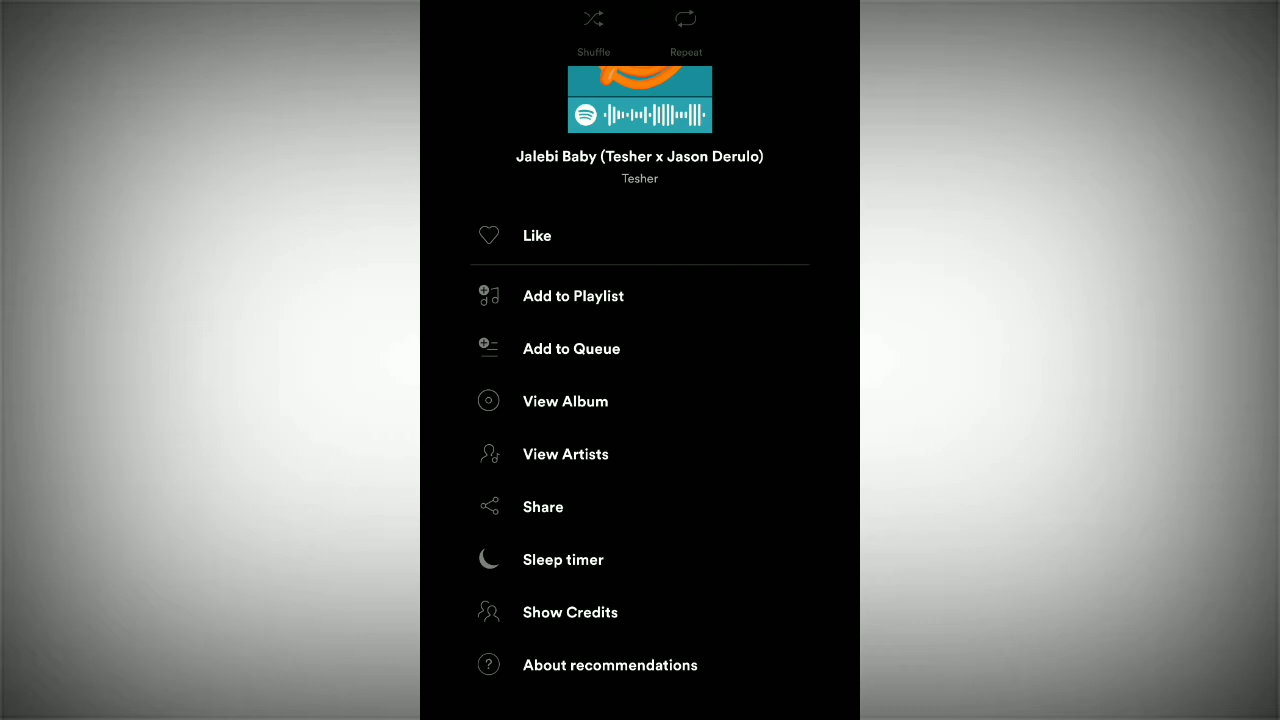 Shuffle Repeat
Jalebi Baby (Tesher x Jason Derulo)
Tesher
Like
Add to Playlist
Add to Queue
View Album
View Artists
Share
Sleep timer
Show Credits
About recommendations